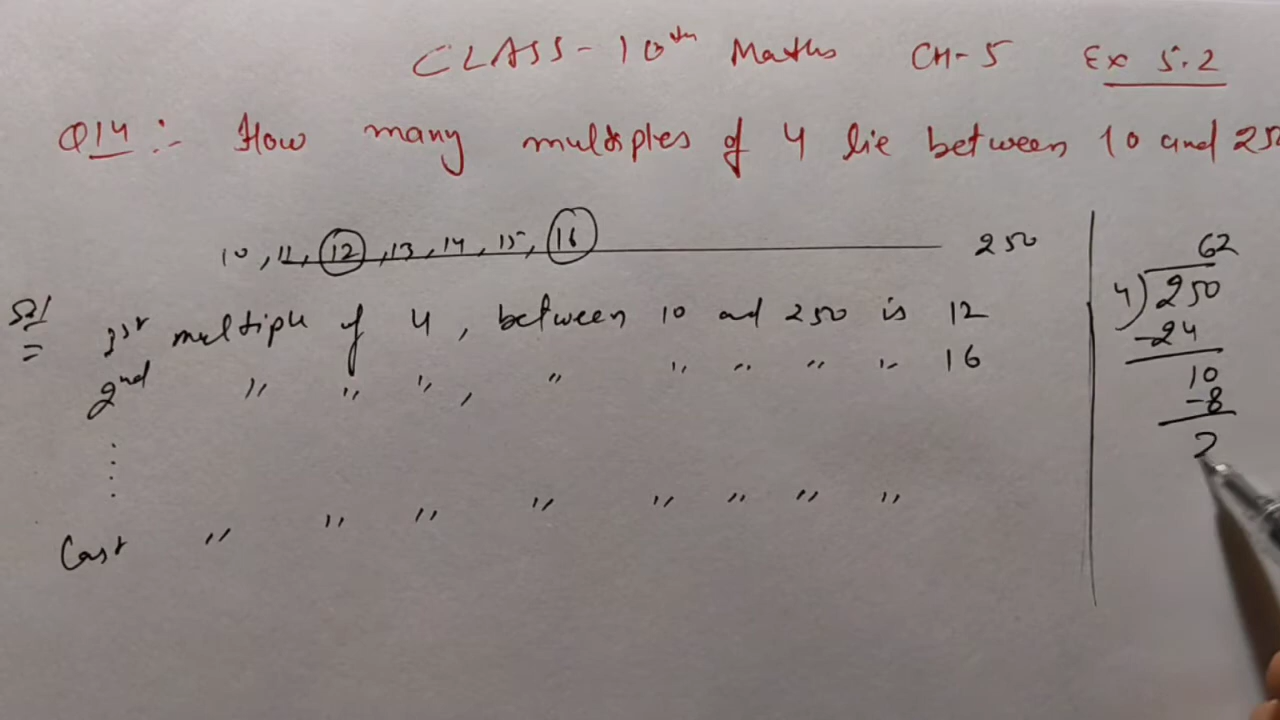 CLASS-10th Maths CH-5 Ex 5.2
Q14:- How many multiples of 4 lie between 10 and 250
10, 11, 12, 13, 14, 15, 16, 250
Sol 1st multiple of 4, between 10 and 250 is 12
2nd ,, ,, ,, , ,, ,, ,, ,, ,, 16
Last ,, ,, ,, ,, ,, ,, ,, ,,
62
4)250
-24
10
-8
2